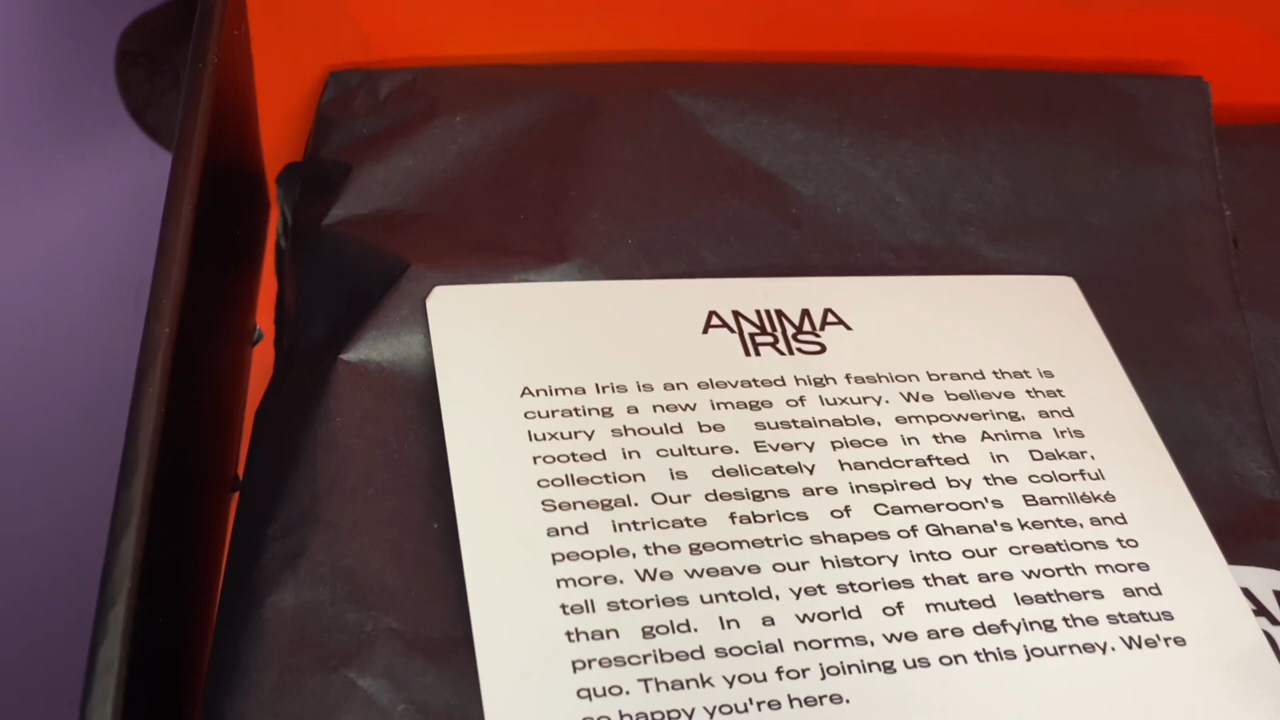 ANIMA
IRIS
Anima Iris is an elevated high fashion brand that is
curating a new image of luxury. We believe that
luxury should be sustainable, empowering, and
rooted in culture. Every piece in the Anima Iris
collection is delicately handcrafted in Dakar,
Senegal. Our designs are inspired by the colorful
and intricate fabrics of Cameroon's Bamiléké
people, the geometric shapes of Ghana's kente, and
more. We weave our history into our creations to
tell stories untold, yet stories that are worth more
than gold. In a world of muted leathers and
prescribed social norms, we are defying the status
quo. Thank you for joining us on this journey. We're
so happy you're here.